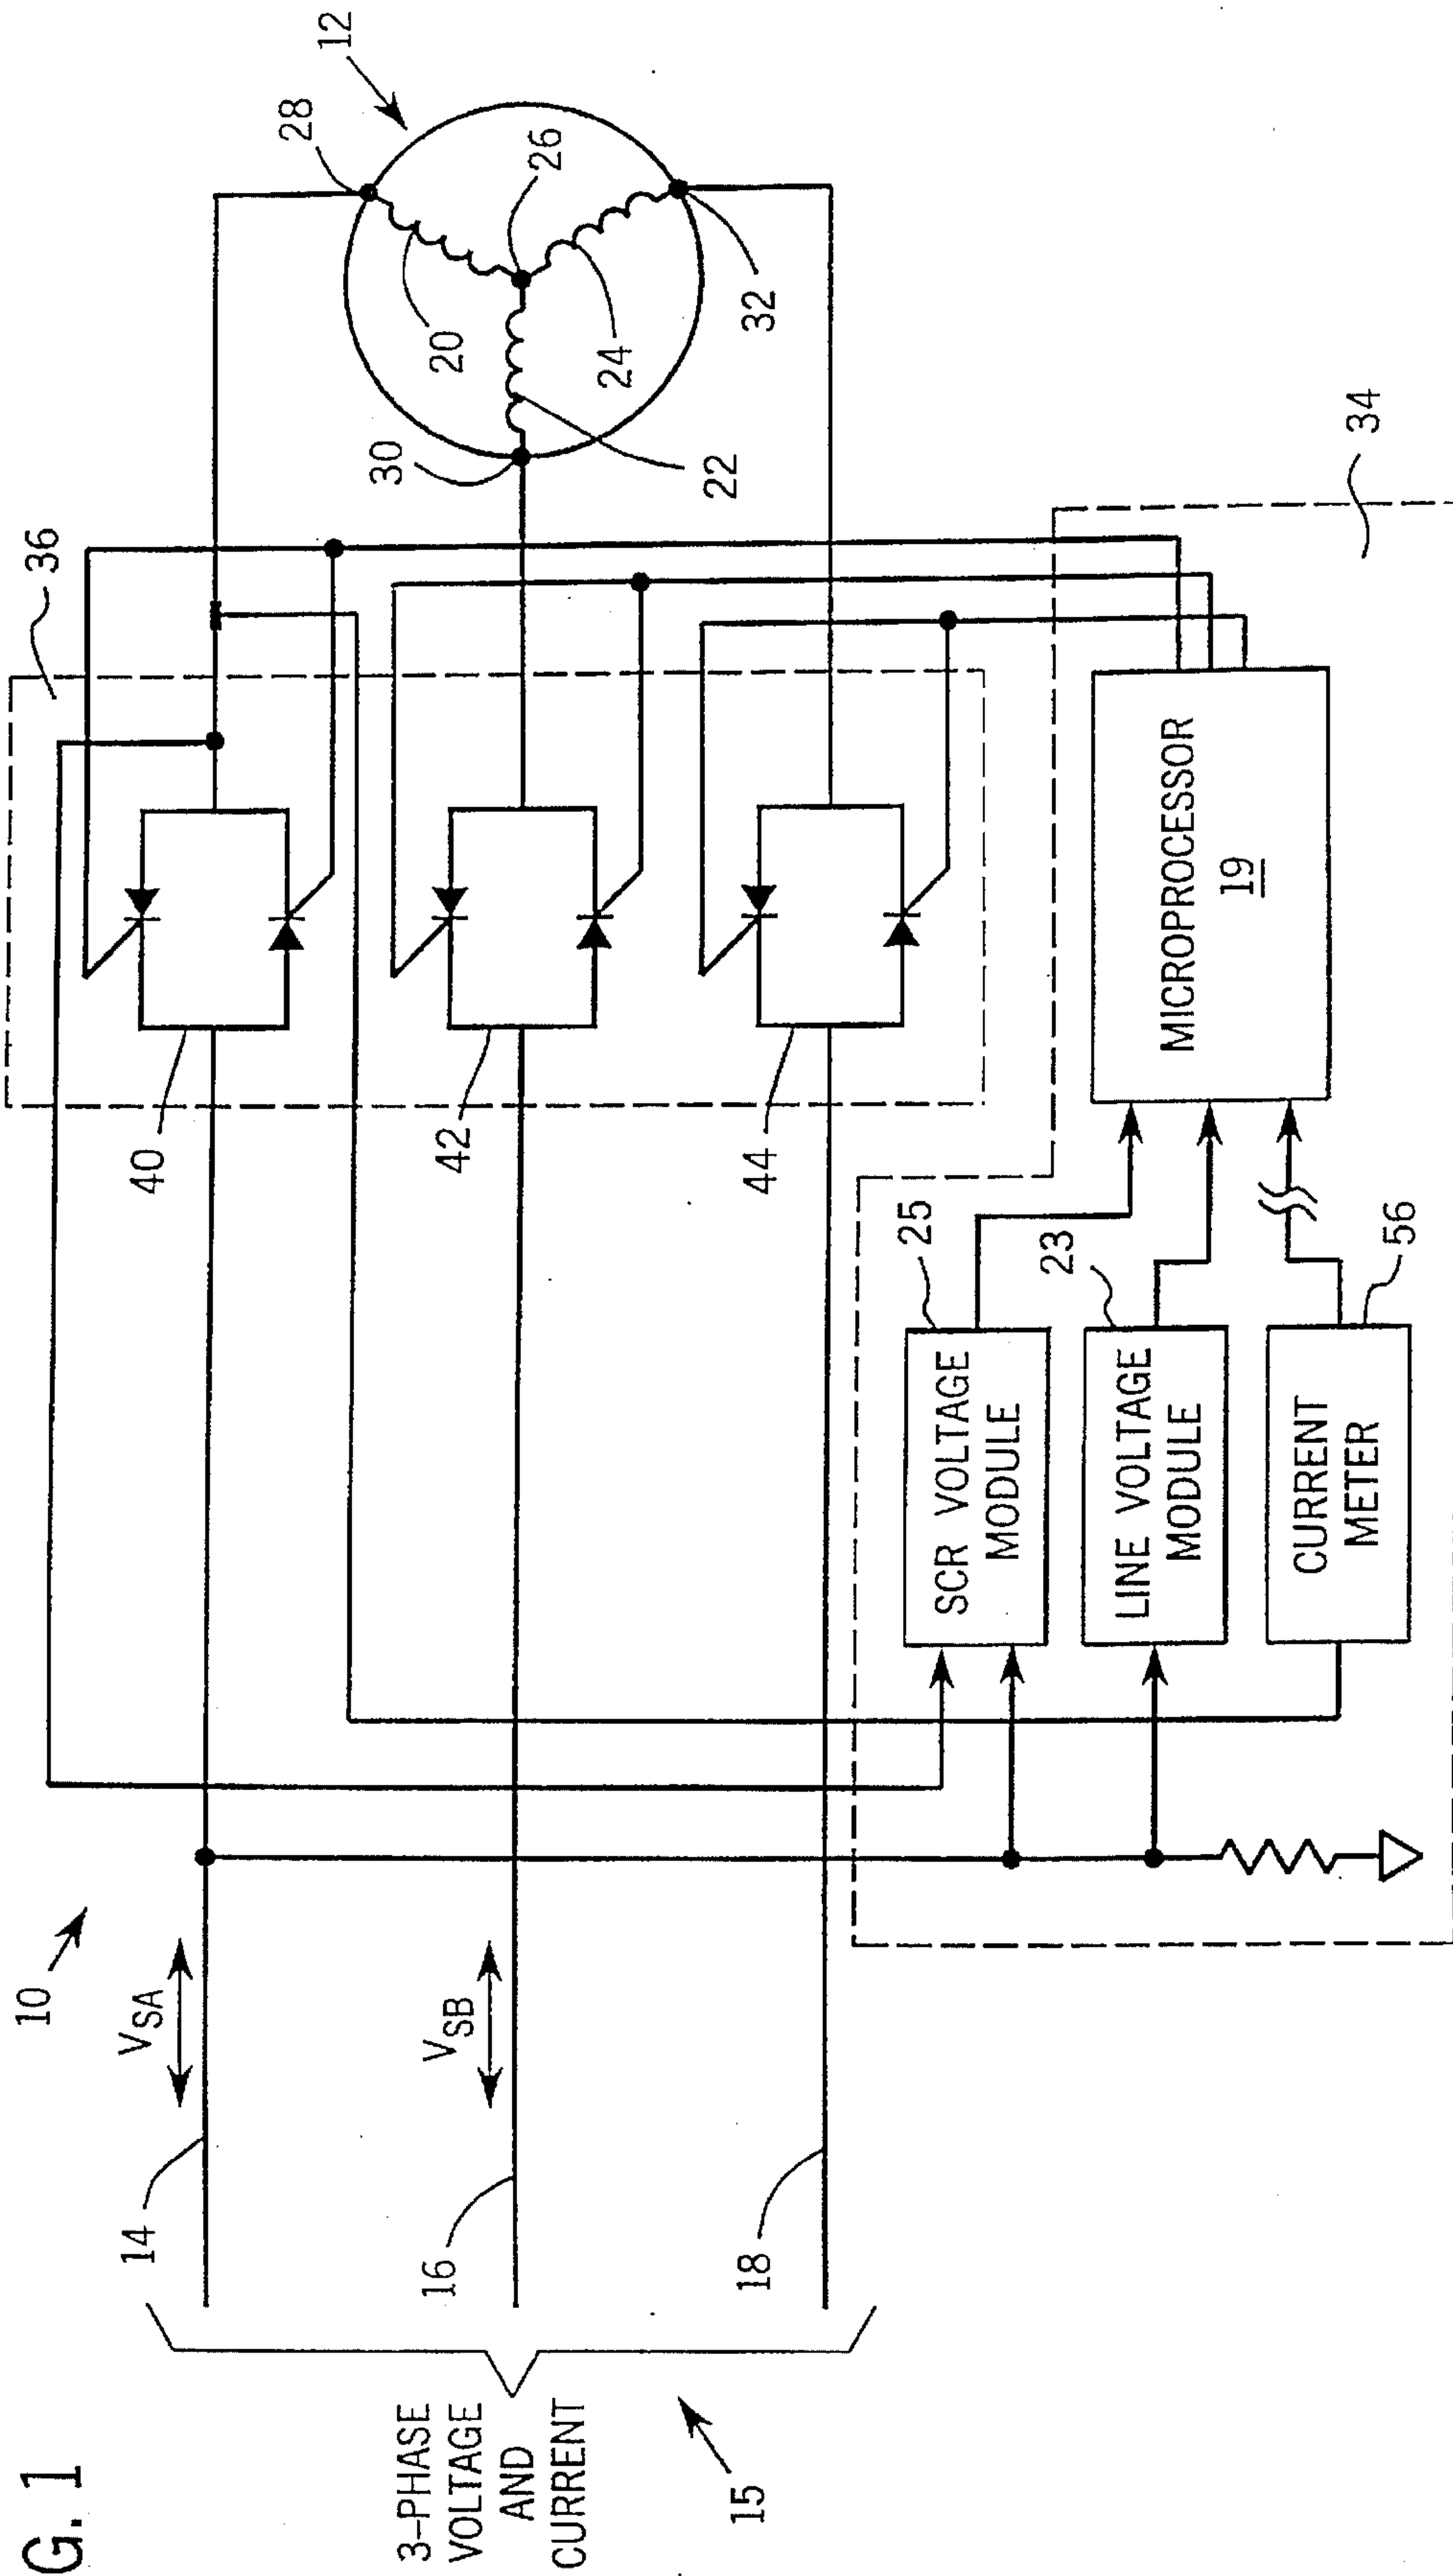 G. 1
10
12
28
26
20
24
32
30
22
36
34
V_SA
V_SB
14
16
18
3-PHASE
VOLTAGE
AND
CURRENT
15
40
42
44
25
SCR VOLTAGE
MODULE
23
LINE VOLTAGE
MODULE
56
CURRENT
METER
MICROPROCESSOR
19